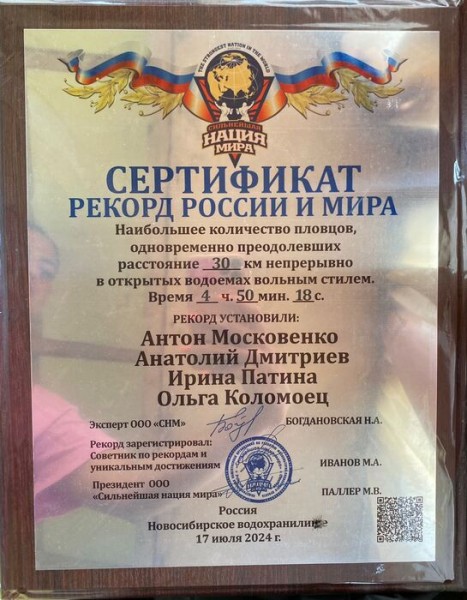 THE STRONGEST NATION IN THE WORLD
СИЛЬНЕЙШАЯ
НАЦИЯ
МИРА
СЕРТИФИКАТ
РЕКОРД РОССИИ И МИРА
Наибольшее количество пловцов,
одновременно преодолевших
расстояние 30 км непрерывно
в открытых водоемах вольным стилем.
Время 4 ч. 50 мин. 18 с.
РЕКОРД УСТАНОВИЛИ:
Антон Московенко
Анатолий Дмитриев
Ирина Патина
Ольга Коломоец
Эксперт ООО «СНМ» БОГДАНОВСКАЯ Н.А.
Рекорд зарегистрировал:
Советник по рекордам и
уникальным достижениям ИВАНОВ М.А.
Президент ООО
«Сильнейшая нация мира» ПАЛЛЕР М.В.
Россия
Новосибирское водохранилище
17 июля 2024 г.